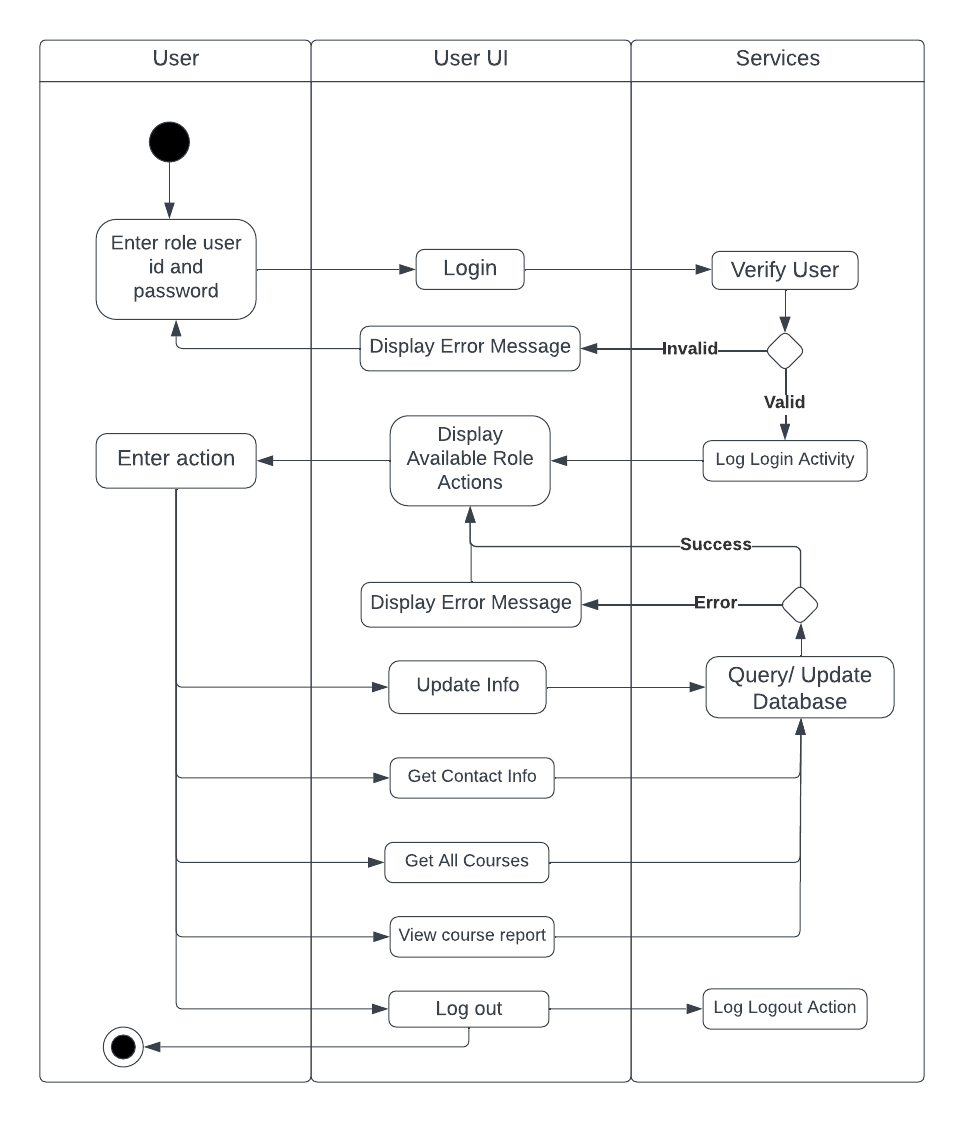 User
User UI
Services
Enter role user
id and
password
Login
Verify User
Display Error Message
Invalid
Valid
Enter action
Display
Available Role
Actions
Log Login Activity
Success
Display Error Message
Error
Update Info
Query/ Update
Database
Get Contact Info
Get All Courses
View course report
Log out
Log Logout Action